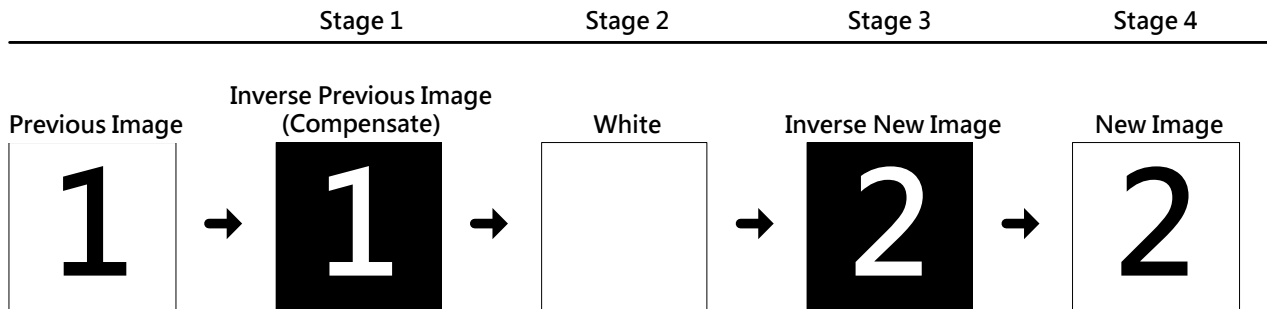 Stage 1 Stage 2 Stage 3 Stage 4
Previous Image
Inverse Previous Image
(Compensate)
White
Inverse New Image
New Image
1 1 2 2